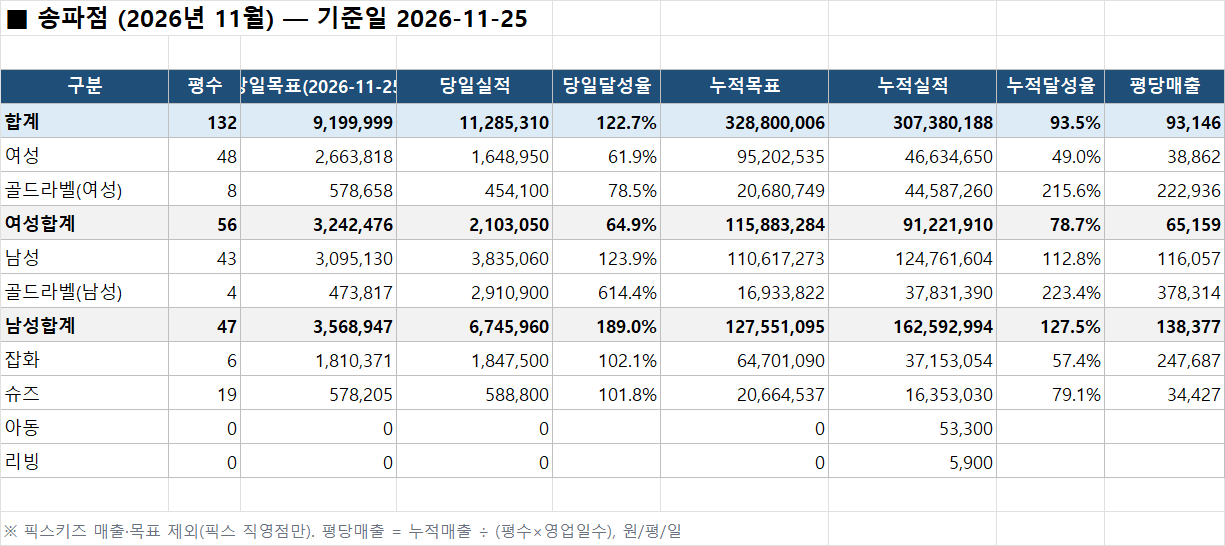 ■ 송파점 (2026년 11월) — 기준일 2026-11-25
구분 평수 당일목표(2026-11-25 당일실적 당일달성율 누적목표 누적실적 누적달성율 평당매출
합계 132 9,199,999 11,285,310 122.7% 328,800,006 307,380,188 93.5% 93,146
여성 48 2,663,818 1,648,950 61.9% 95,202,535 46,634,650 49.0% 38,862
골드라벨(여성) 8 578,658 454,100 78.5% 20,680,749 44,587,260 215.6% 222,936
여성합계 56 3,242,476 2,103,050 64.9% 115,883,284 91,221,910 78.7% 65,159
남성 43 3,095,130 3,835,060 123.9% 110,617,273 124,761,604 112.8% 116,057
골드라벨(남성) 4 473,817 2,910,900 614.4% 16,933,822 37,831,390 223.4% 378,314
남성합계 47 3,568,947 6,745,960 189.0% 127,551,095 162,592,994 127.5% 138,377
잡화 6 1,810,371 1,847,500 102.1% 64,701,090 37,153,054 57.4% 247,687
슈즈 19 578,205 588,800 101.8% 20,664,537 16,353,030 79.1% 34,427
아동 0 0 0 0 53,300
리빙 0 0 0 0 5,900
※ 픽스키즈 매출·목표 제외(픽스 직영점만). 평당매출 = 누적매출 ÷ (평수×영업일수), 원/평/일